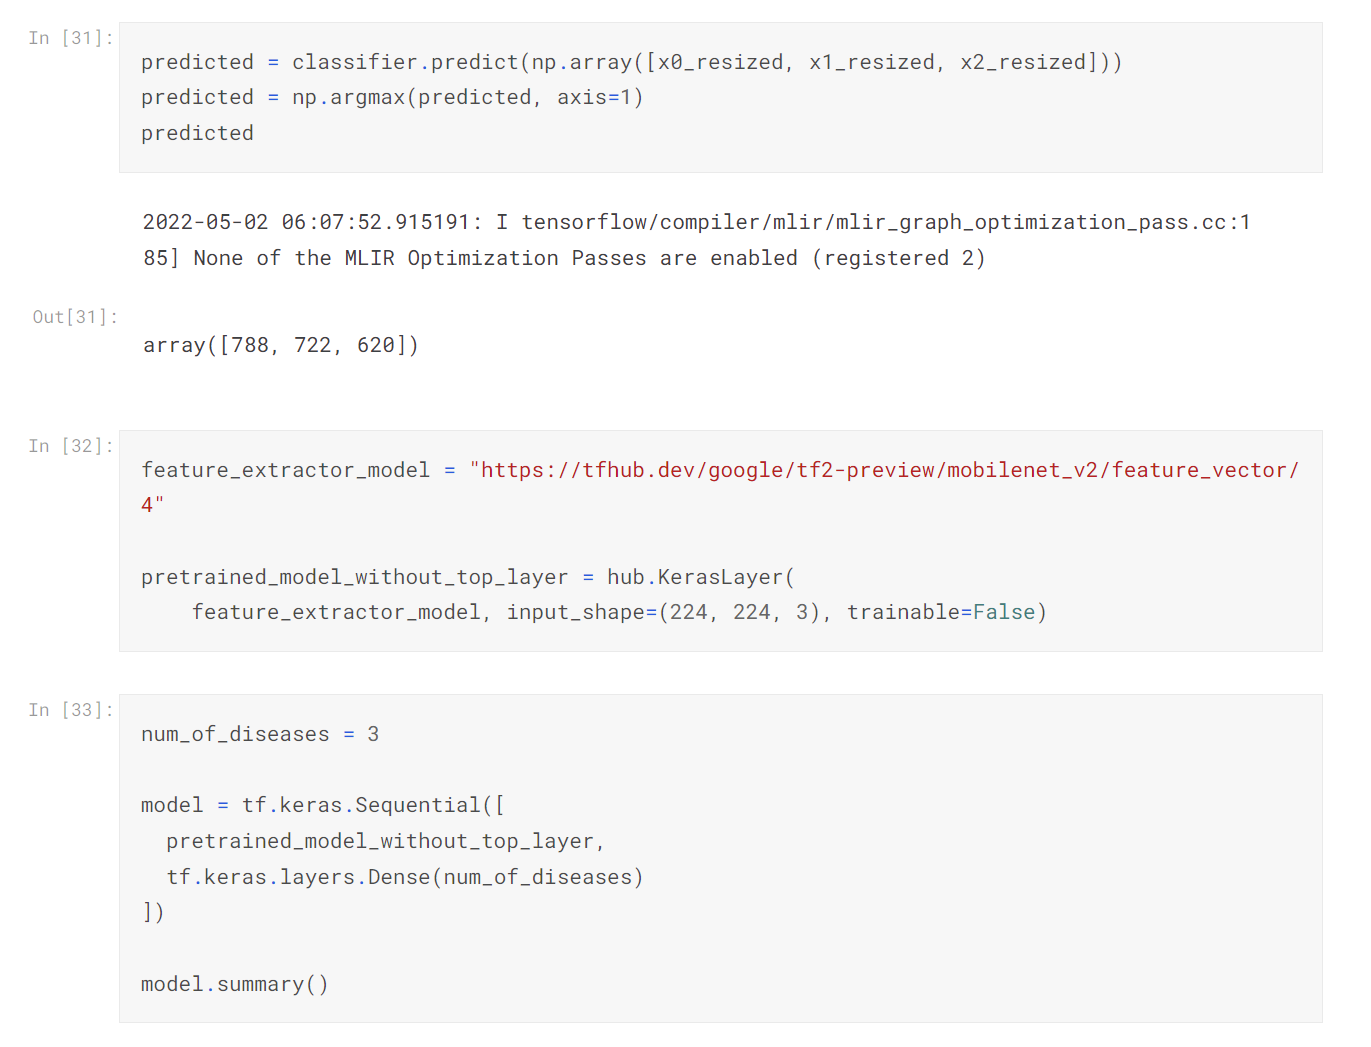 In [31]:
predicted = classifier.predict(np.array([x0_resized, x1_resized, x2_resized]))
predicted = np.argmax(predicted, axis=1)
predicted
2022-05-02 06:07:52.915191: I tensorflow/compiler/mlir/mlir_graph_optimization_pass.cc:1
85] None of the MLIR Optimization Passes are enabled (registered 2)
Out[31]:
array([788, 722, 620])
In [32]:
feature_extractor_model = "https://tfhub.dev/google/tf2-preview/mobilenet_v2/feature_vector/
4"
pretrained_model_without_top_layer = hub.KerasLayer(
    feature_extractor_model, input_shape=(224, 224, 3), trainable=False)
In [33]:
num_of_diseases = 3
model = tf.keras.Sequential([
  pretrained_model_without_top_layer,
  tf.keras.layers.Dense(num_of_diseases)
])
model.summary()